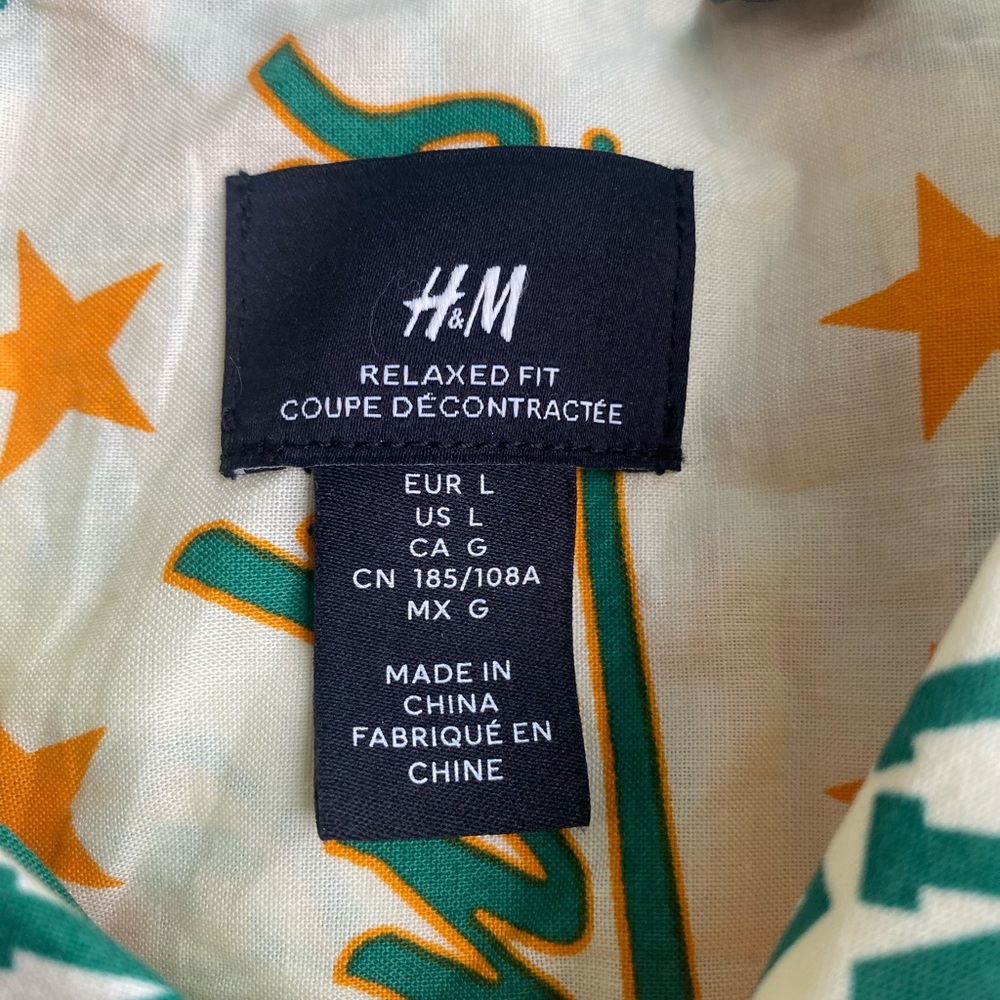 H&M
RELAXED FIT
COUPE DÉCONTRACTÉE
EUR L
US L
CA G
CN 185/108A
MX G
MADE IN
CHINA
FABRIQUÉ EN
CHINE